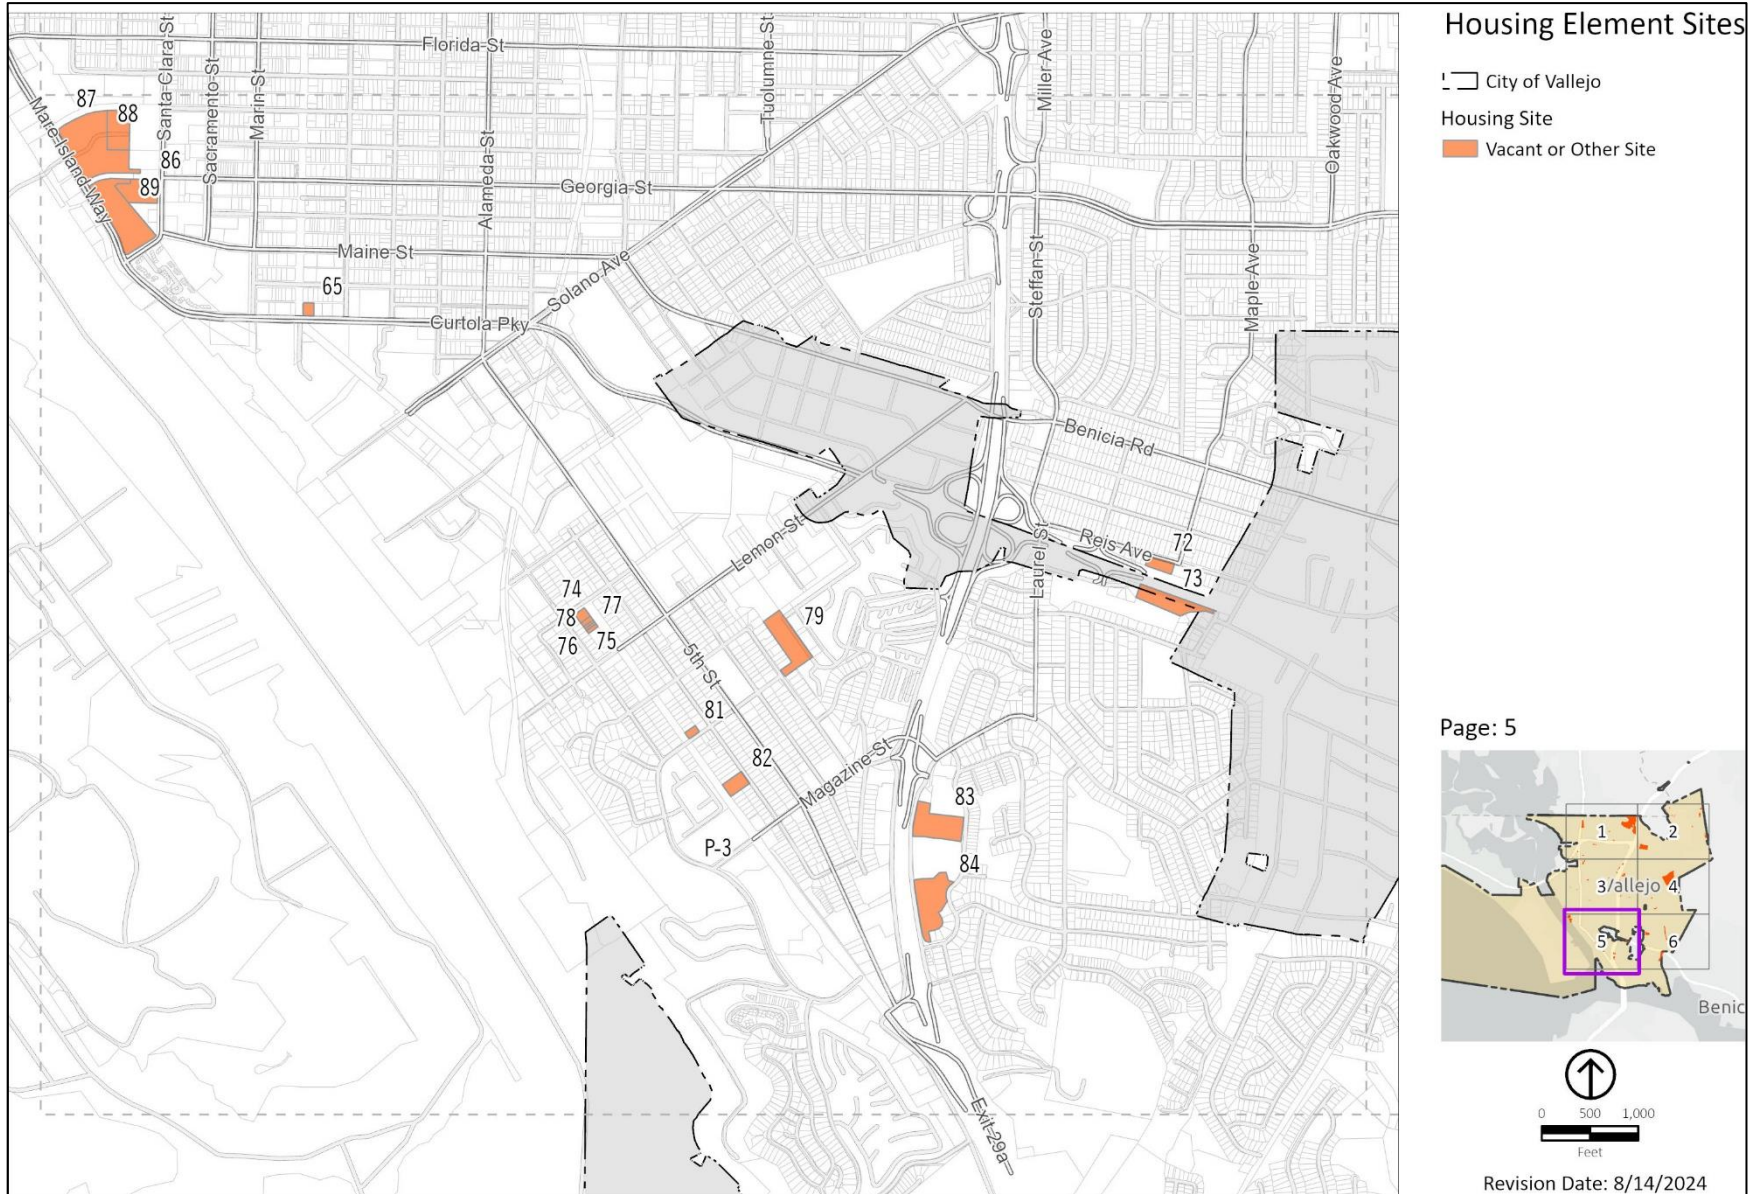 Housing Element Sites
City of Vallejo
Housing Site
Vacant or Other Site
Florida St
Santa Clara St
Sacramento St
Marin St
Alameda St
Tuolumne St
Miller Ave
Oakwood Ave
Mare Island Way
87
88
86
89
Georgia St
Maine St
65
Curtola Pky
Solano Ave
Steffan St
Maple Ave
Benicia Rd
Lemon St
Laurel St
Reis Ave
72
73
74
77
78
76
75
79
5th St
81
82
Magazine St
83
P-3
84
Exit 29a
Page: 5
1
2
3
Vallejo
4
5
6
Benic
0 500 1,000
Feet
Revision Date: 8/14/2024